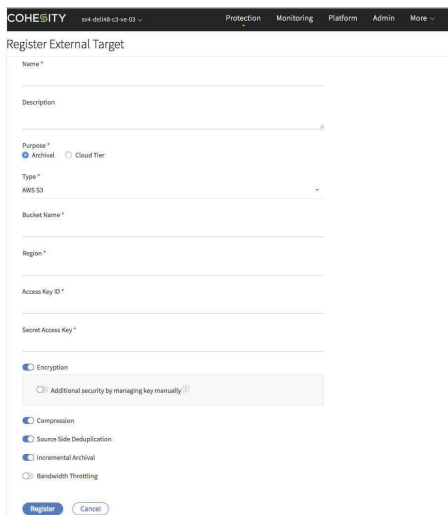 COHESITY sv4-dell48-c3-ve-03 Protection Monitoring Platform Admin More
Register External Target
Name *
Description
Purpose *
Archival Cloud Tier
Type *
AWS S3
Bucket Name *
Region *
Access Key ID *
Secret Access Key *
Encryption
Additional security by managing key manually
Compression
Source Side Deduplication
Incremental Archival
Bandwidth Throttling
Register Cancel